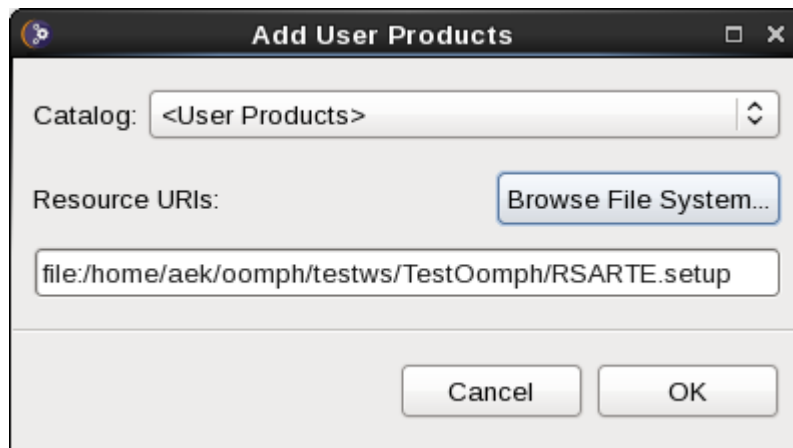 Add User Products
Catalog: <User Products>
Resource URIs: Browse File System...
file:/home/aek/oomph/testws/TestOomph/RSARTE.setup
Cancel OK